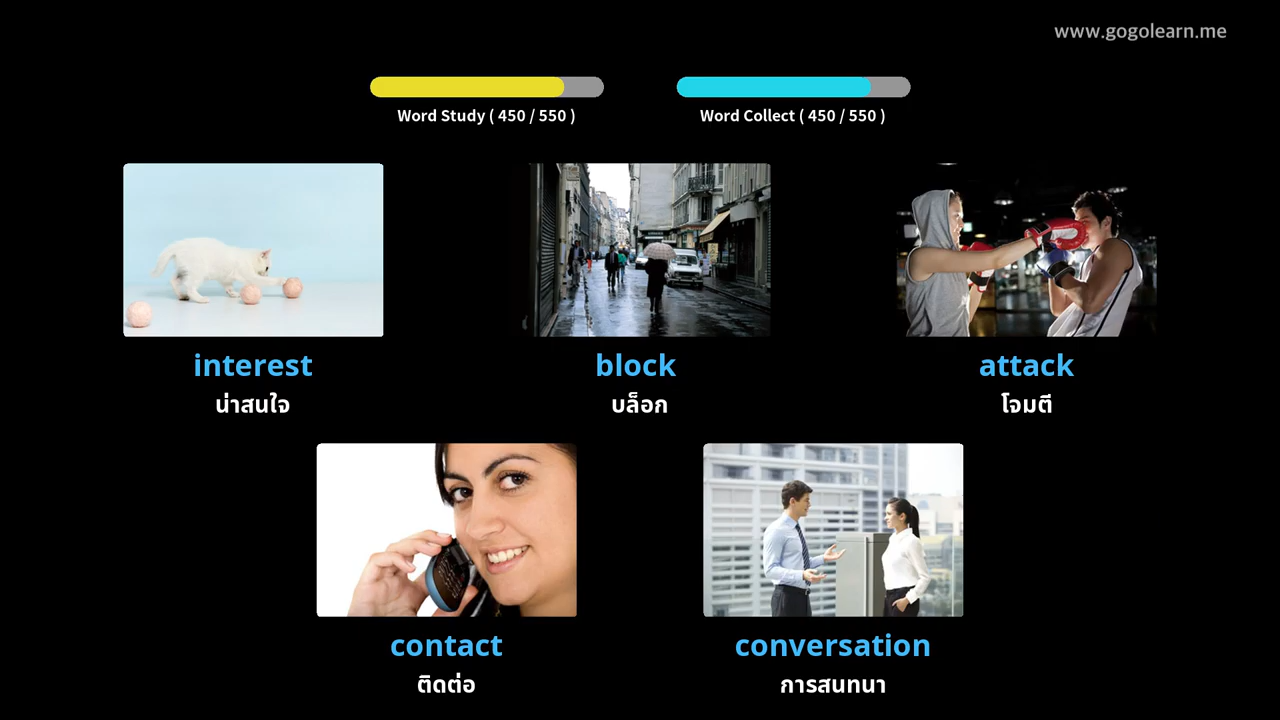 www.gogolearn.me
Word Study ( 450 / 550 )
Word Collect ( 450 / 550 )
interest
น่าสนใจ
block
บล็อก
attack
โจมตี
contact
ติดต่อ
conversation
การสนทนา